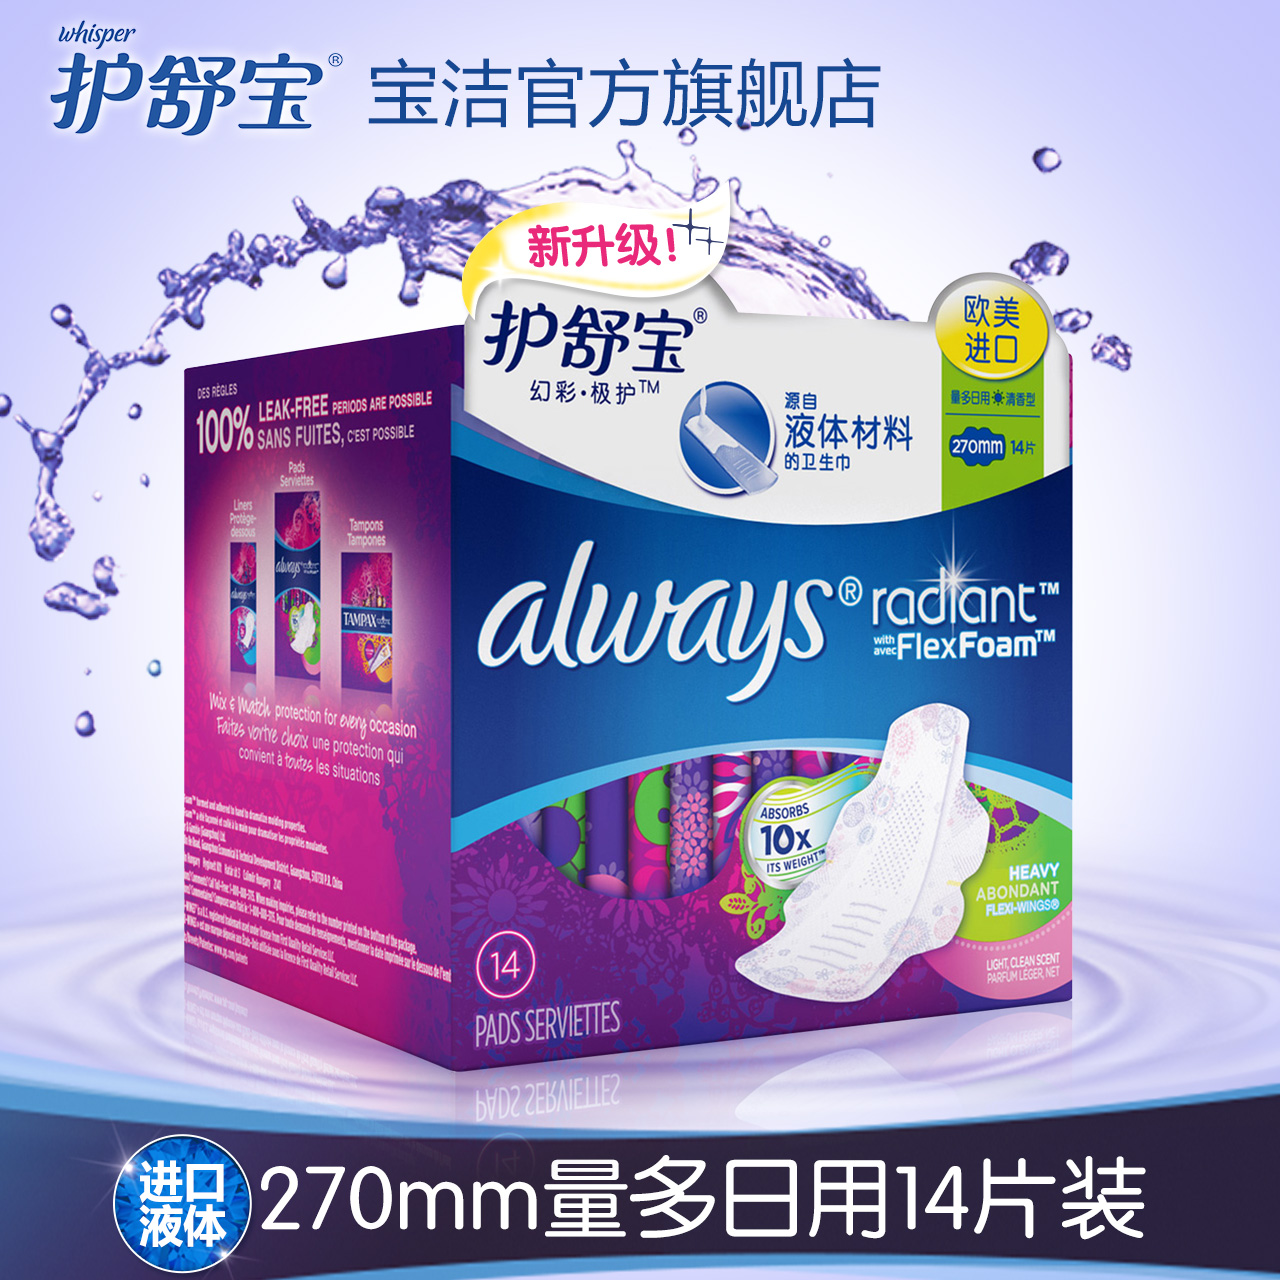 whisper
护舒宝® 宝洁官方旗舰店
新升级!
护舒宝®
幻彩·极护™
源自
液体材料
的卫生巾
欧美
进口
量多日用 清香型
270mm 14片
DES RÈGLES
100% LEAK-FREE PERIODS ARE POSSIBLE
SANS FUITES, C'EST POSSIBLE
Pads
Serviettes
Liners
Protège-
dessous
Tampons
Tampones
always radiant
FlexFoam
always
TAMPAX
Mix & Match protection for every occasion
Faites vortre choix une protection qui
convient à toutes les situations
always® radiant™
with
avec FlexFoam™
ABSORBS
10x
ITS WEIGHT™
HEAVY
ABONDANT
FLEXI-WINGS®
LIGHT, CLEAN SCENT
PARFUM LÉGER, NET
14
PADS SERVIETTES
进口
液体
270mm量多日用14片装